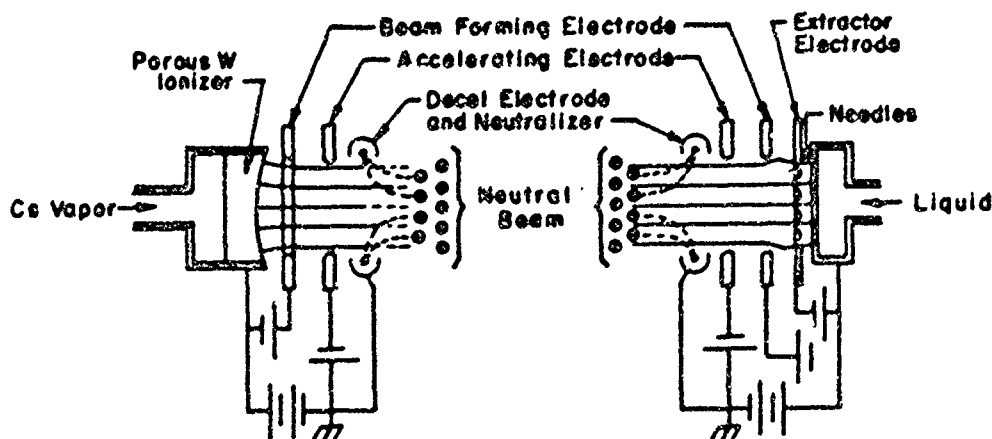 Beam Forming Electrode
Extractor
Electrode
Porous W
Ionizer
Accelerating Electrode
Decel Electrode
and Neutralizer
Needles
Cs Vapor
Neutral
Beam
Liquid